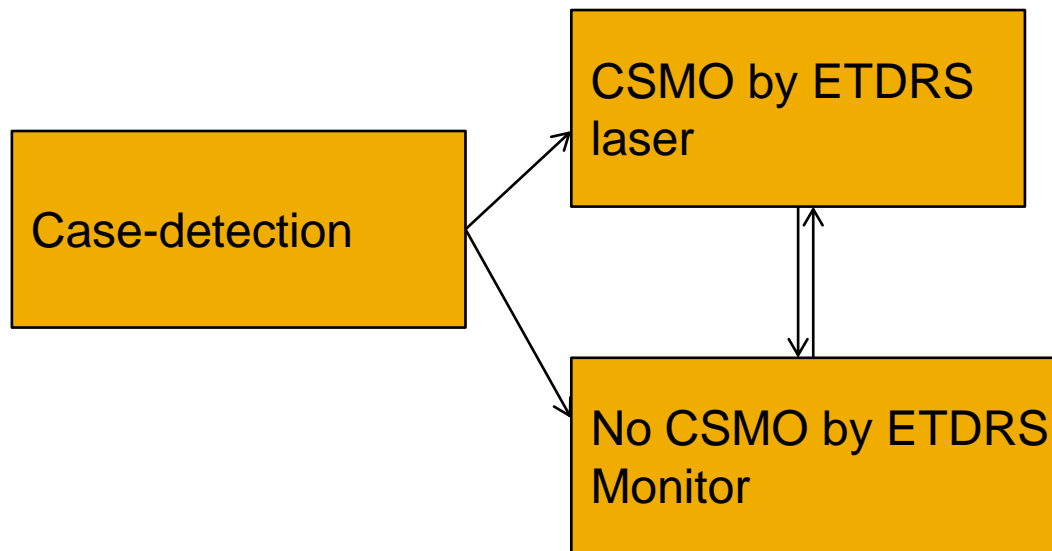 CSMO by ETDRS
laser
Case-detection
No CSMO by ETDRS
Monitor